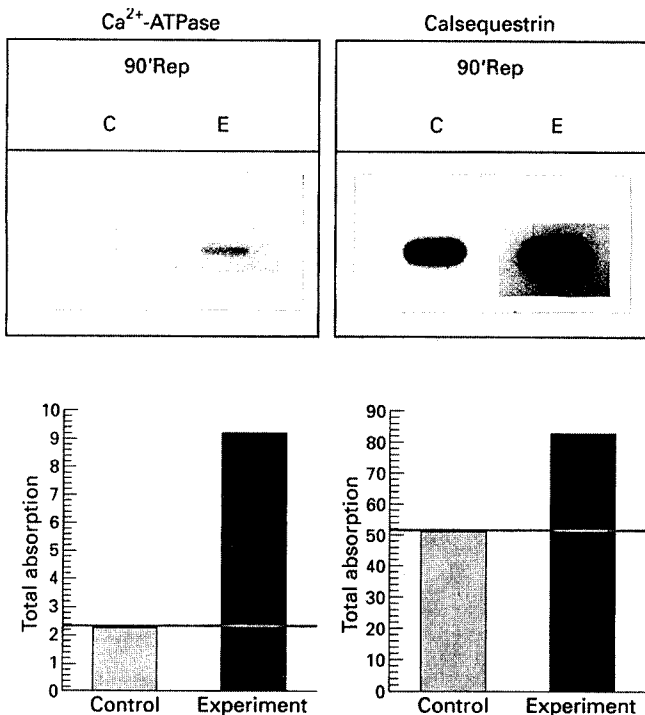 Ca²⁺-ATPase
90'Rep
C E
Calsequestrin
90'Rep
C E
Total absorption
10
9
8
7
6
5
4
3
2
1
0
Control Experiment
Total absorption
90
80
70
60
50
40
30
20
10
0
Control Experiment